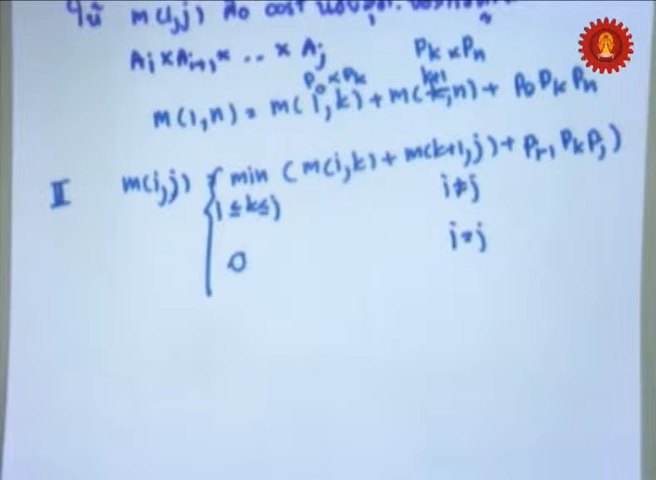 m(i,j) คือ cost
Ai × Ai+1 × .. × Aj    Pk × Pn
P0 × Pk    k+1
m(1,n) = m(1,k) + m(k,n) + P0 Pk Pn
II m(i,j) { min (m(i,k) + m(k+1,j) + Pi-1 Pk Pj)
i ≤ k ≤ j    i ≠ j
0    i = j